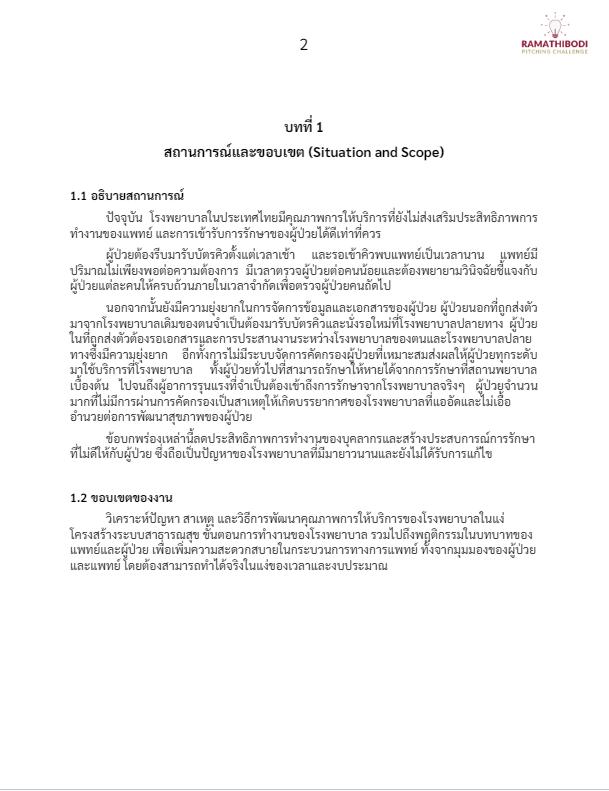 2
RAMATHIBODI
PITCHING CHALLENGE
บทที่ 1
สถานการณ์และขอบเขต (Situation and Scope)
1.1 อธิบายสถานการณ์
ปัจจุบัน โรงพยาบาลในประเทศไทยมีคุณภาพการให้บริการที่ยังไม่ส่งเสริมประสิทธิภาพการ
ทำงานของแพทย์ และการเข้ารับการรักษาของผู้ป่วยได้ดีเท่าที่ควร
ผู้ป่วยต้องรีบมารับบัตรคิวตั้งแต่เวลาเช้า และรอเข้าคิวพบแพทย์เป็นเวลานาน แพทย์มี
ปริมาณไม่เพียงพอต่อความต้องการ มีเวลาตรวจผู้ป่วยต่อคนน้อยและต้องพยายามวินิจฉัยชี้แจงกับ
ผู้ป่วยแต่ละคนให้ครบถ้วนภายในเวลาจำกัดเพื่อตรวจผู้ป่วยคนถัดไป
นอกจากนั้นยังมีความยุ่งยากในการจัดการข้อมูลและเอกสารของผู้ป่วย ผู้ป่วยนอกที่ถูกส่งตัว
มาจากโรงพยาบาลเดิมของตนจำเป็นต้องมารับบัตรคิวและนั่งรอใหม่ที่โรงพยาบาลปลายทาง ผู้ป่วย
ในที่ถูกส่งตัวต้องรอเอกสารและการประสานงานระหว่างโรงพยาบาลของตนและโรงพยาบาลปลาย
ทางซึ่งมีความยุ่งยาก อีกทั้งการไม่มีระบบจัดการคัดกรองผู้ป่วยที่เหมาะสมส่งผลให้ผู้ป่วยทุกระดับ
มาใช้บริการที่โรงพยาบาล ทั้งผู้ป่วยทั่วไปที่สามารถรักษาให้หายได้จากการรักษาที่สถานพยาบาล
เบื้องต้น ไปจนถึงผู้อาการรุนแรงที่จำเป็นต้องเข้าถึงการรักษาจากโรงพยาบาลจริงๆ ผู้ป่วยจำนวน
มากที่ไม่มีการผ่านการคัดกรองเป็นสาเหตุให้เกิดบรรยากาศของโรงพยาบาลที่แออัดและไม่เอื้อ
อำนวยต่อการพัฒนาสุขภาพของผู้ป่วย
ข้อบกพร่องเหล่านี้ลดประสิทธิภาพการทำงานของบุคลากรและสร้างประสบการณ์การรักษา
ที่ไม่ดีให้กับผู้ป่วย ซึ่งถือเป็นปัญหาของโรงพยาบาลที่มีมายาวนานและยังไม่ได้รับการแก้ไข
1.2 ขอบเขตของงาน
วิเคราะห์ปัญหา สาเหตุ และวิธีการพัฒนาคุณภาพการให้บริการของโรงพยาบาลในแง่
โครงสร้างระบบสาธารณสุข ขั้นตอนการทำงานของโรงพยาบาล รวมไปถึงพฤติกรรมในบทบาทของ
แพทย์และผู้ป่วย เพื่อเพิ่มความสะดวกสบายในกระบวนการทางการแพทย์ ทั้งจากมุมมองของผู้ป่วย
และแพทย์ โดยต้องสามารถทำได้จริงในแง่ของเวลาและงบประมาณ